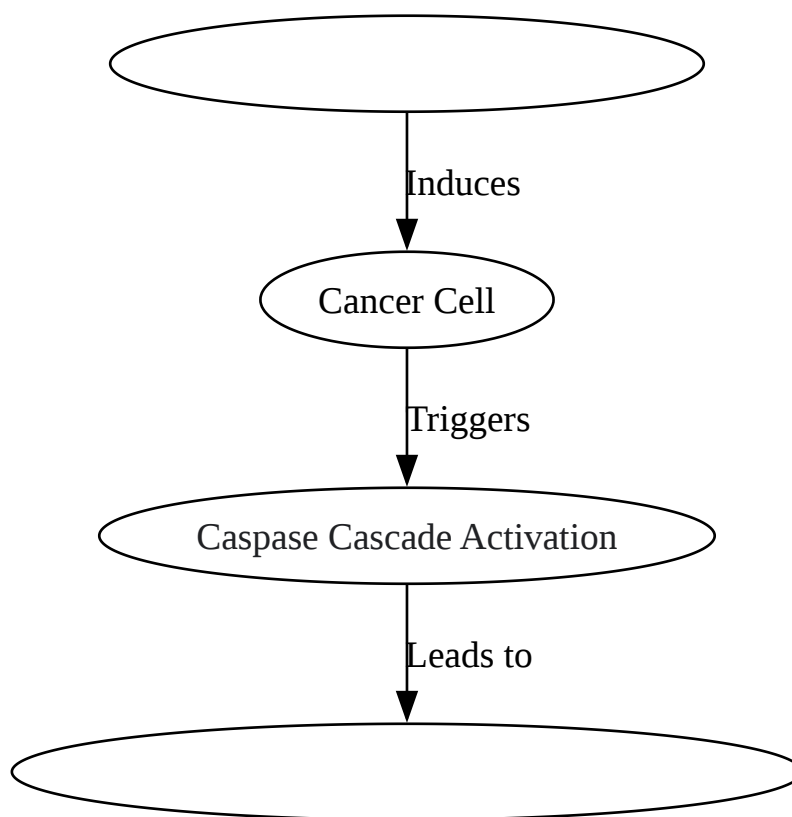 Induces
Cancer Cell
Triggers
Caspase Cascade Activation
Leads to